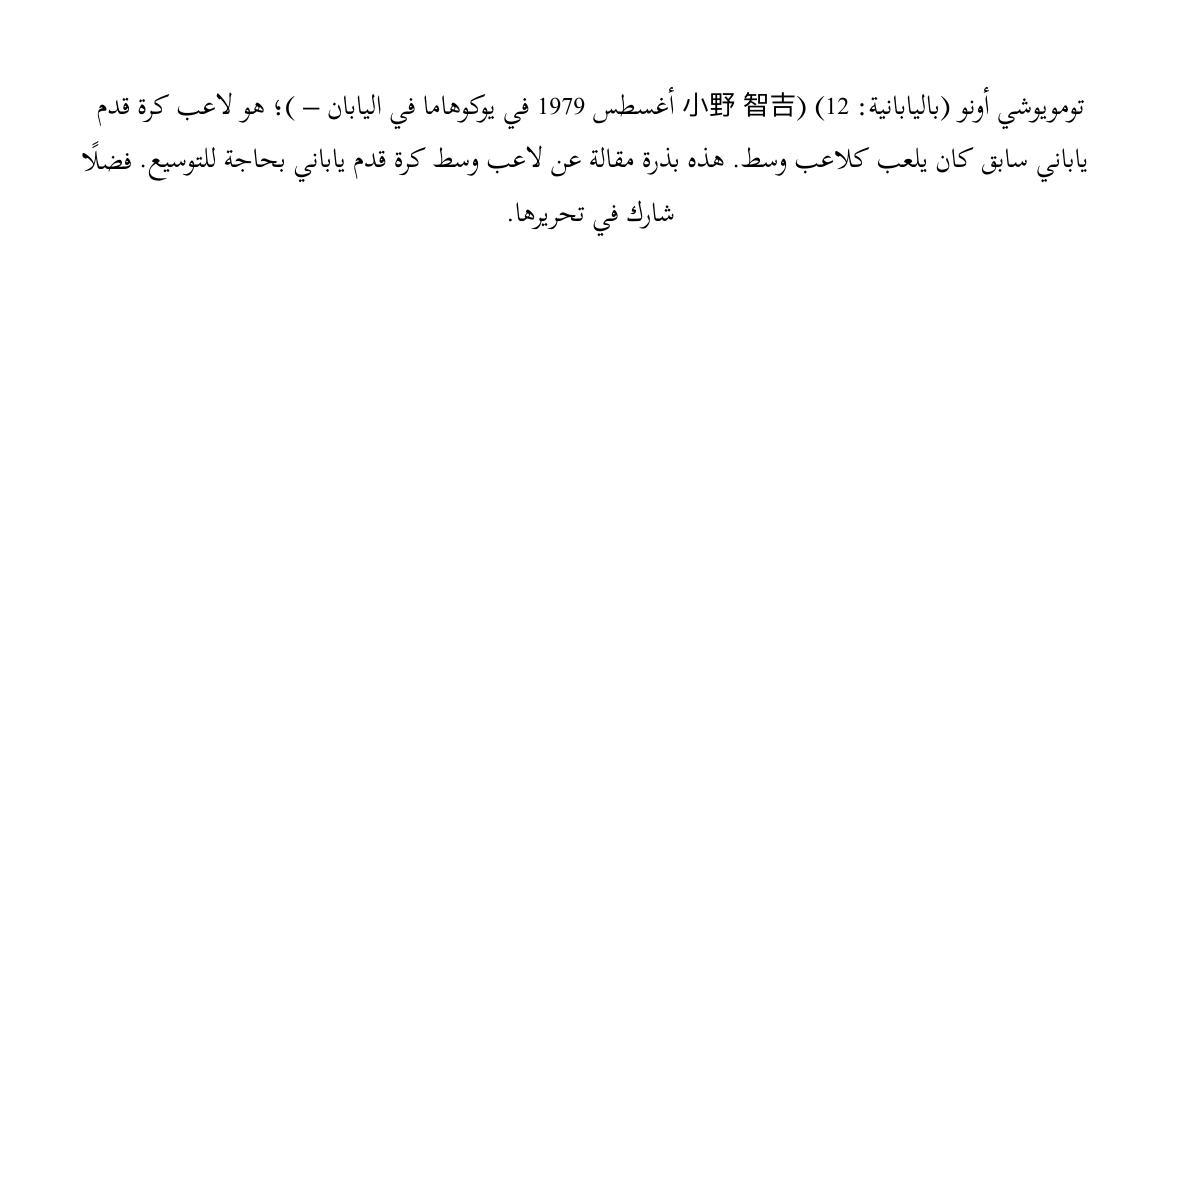 تومويوشي أونو (باليابانية: 小野 智吉) (12 أغسطس 1979 في يوكوهاما في اليابان – )؛ هو لاعب كرة قدم
ياباني سابق كان يلعب كلاعب وسط. هذه بذرة مقالة عن لاعب وسط كرة قدم ياباني بحاجة للتوسيع. فضلًا
شارك في تحريرها.